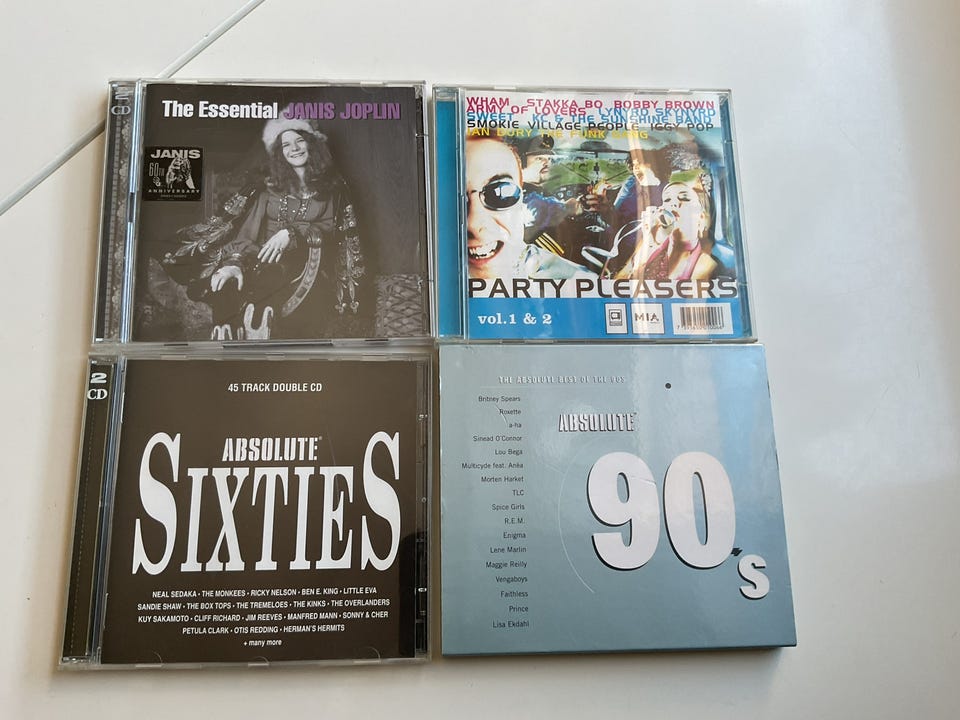 2
CD
The Essential JANIS JOPLIN
JANIS
60TH
ANNIVERSARY
WHAM STAKKA BO BOBBY BROWN
ARMY OF LOVERS LYNYRD SKYNYRD
SWEET KC & THE SUNSHINE BAND
SMOKIE VILLAGE PEOPLE IGGY POP
IAN DURY THE FUNK GANG
PARTY PLEASERS
vol.1 & 2
MIA
2
CD
45 TRACK DOUBLE CD
ABSOLUTE®
SIXTIES
NEAL SEDAKA • THE MONKEES • RICKY NELSON • BEN E. KING • LITTLE EVA
SANDIE SHAW • THE BOX TOPS • THE TREMELOES • THE KINKS • THE OVERLANDERS
KUY SAKAMOTO • CLIFF RICHARD • JIM REEVES • MANFRED MANN • SONNY & CHER
PETULA CLARK • OTIS REDDING • HERMAN'S HERMITS
+ many more
THE ABSOLUTE BEST OF THE 90S
Britney Spears
Roxette
a-ha
Sinead O'Connor
Lou Bega
Multicyde feat. Anéa
Morten Harket
TLC
Spice Girls
R.E.M.
Enigma
Lene Marlin
Maggie Reilly
Vengaboys
Faithless
Prince
Lisa Ekdahl
ABSOLUTE®
90's